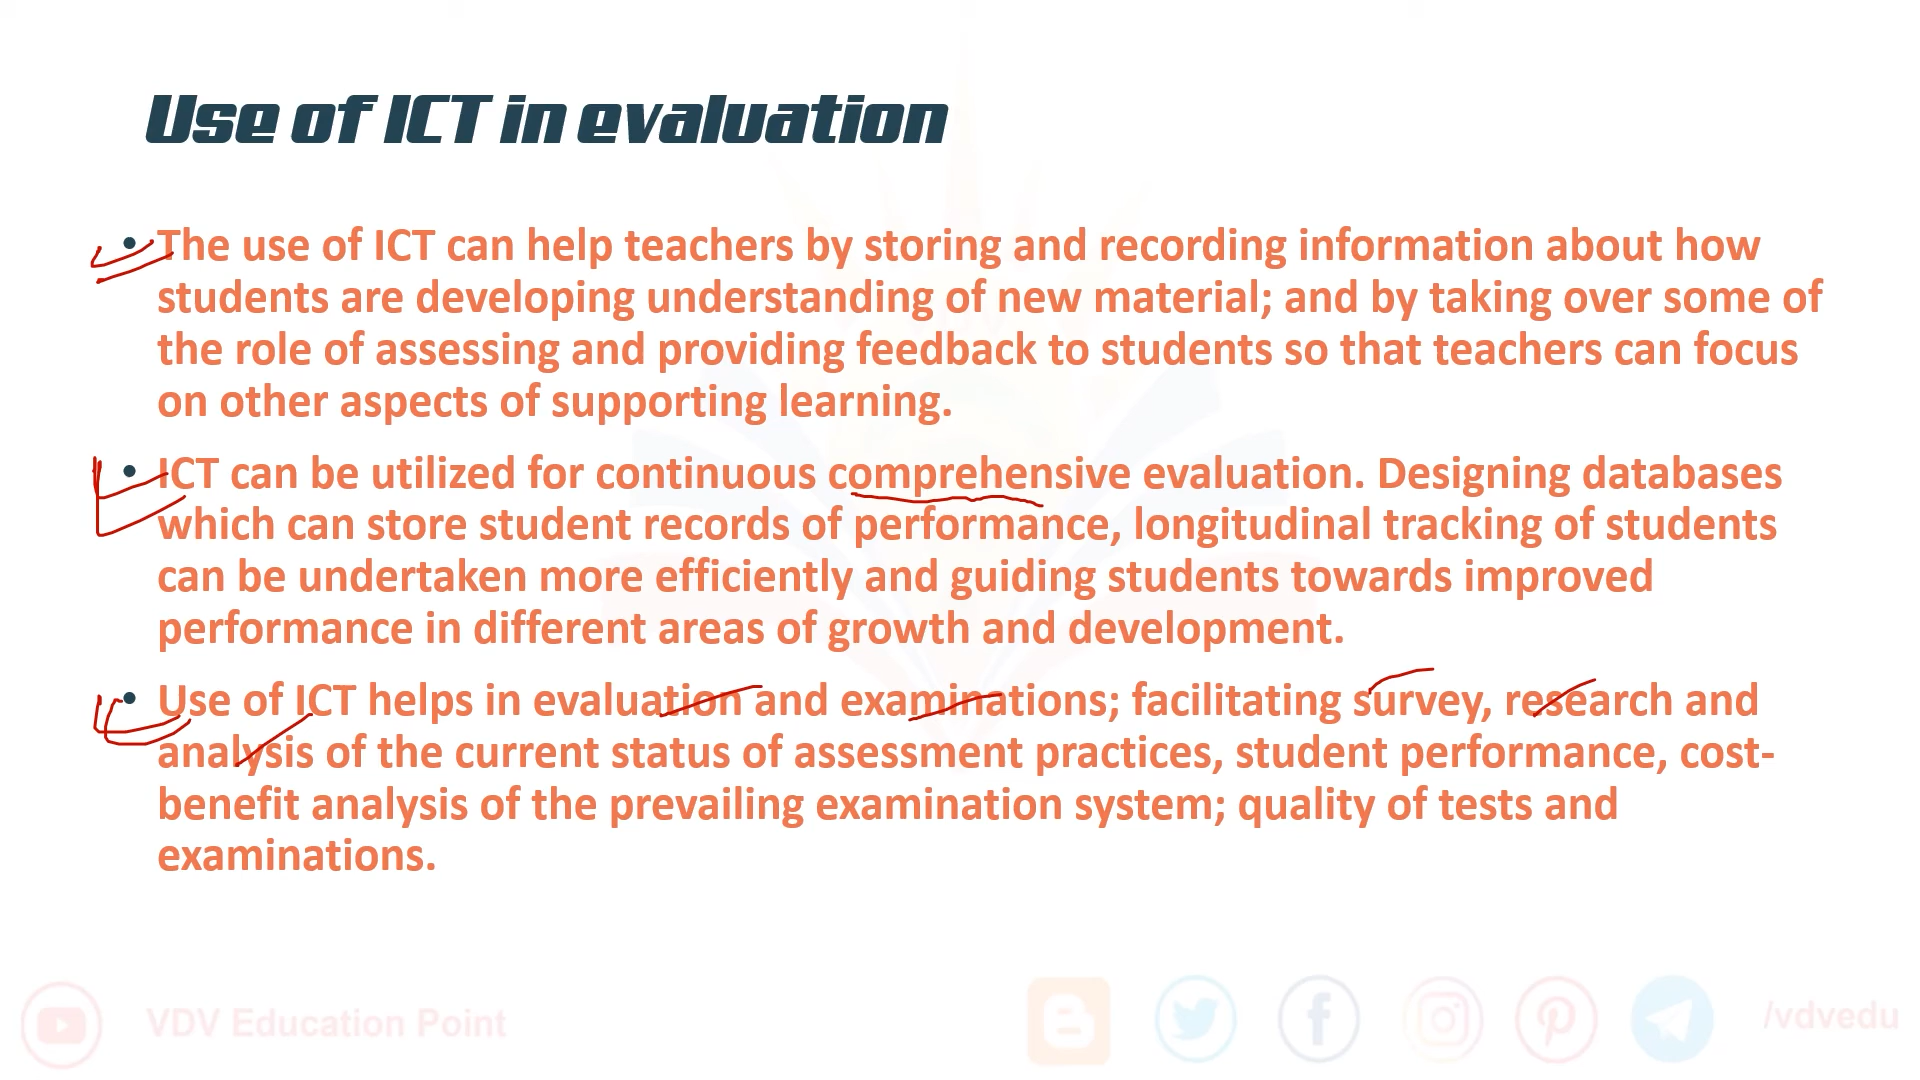 Use of ICT in evaluation
• The use of ICT can help teachers by storing and recording information about how
students are developing understanding of new material; and by taking over some of
the role of assessing and providing feedback to students so that teachers can focus
on other aspects of supporting learning.
• ICT can be utilized for continuous comprehensive evaluation. Designing databases
which can store student records of performance, longitudinal tracking of students
can be undertaken more efficiently and guiding students towards improved
performance in different areas of growth and development.
• Use of ICT helps in evaluation and examinations; facilitating survey, research and
analysis of the current status of assessment practices, student performance, cost-
benefit analysis of the prevailing examination system; quality of tests and
examinations.
VDV Education Point
/vdvedu